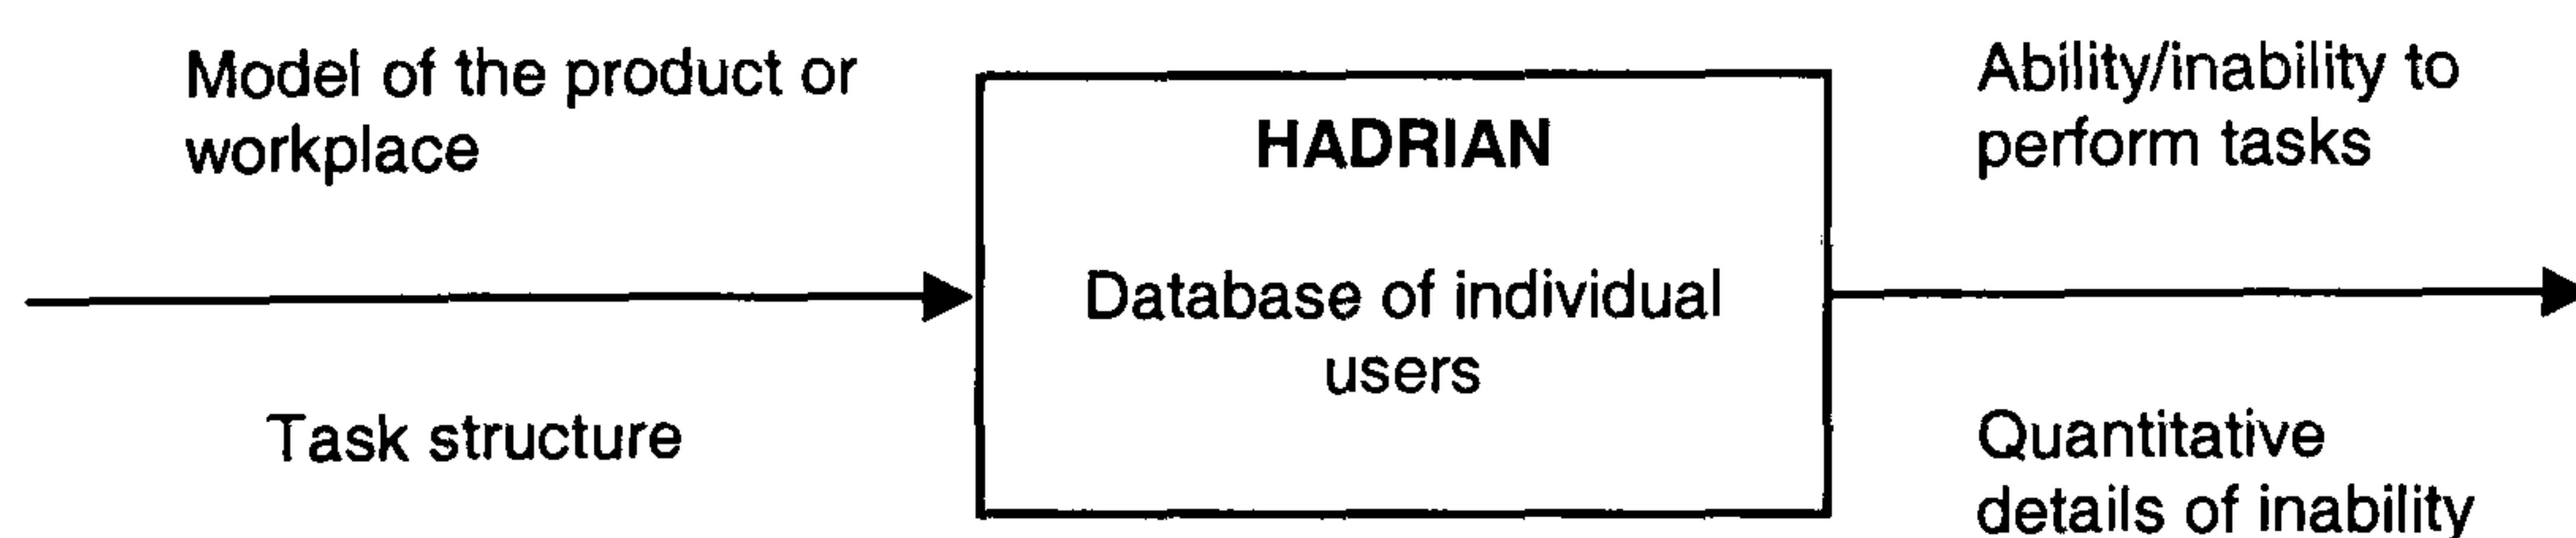 Model of the product or
workplace
Task structure
HADRIAN
Database of individual
users
Ability/inability to
perform tasks
Quantitative
details of inability